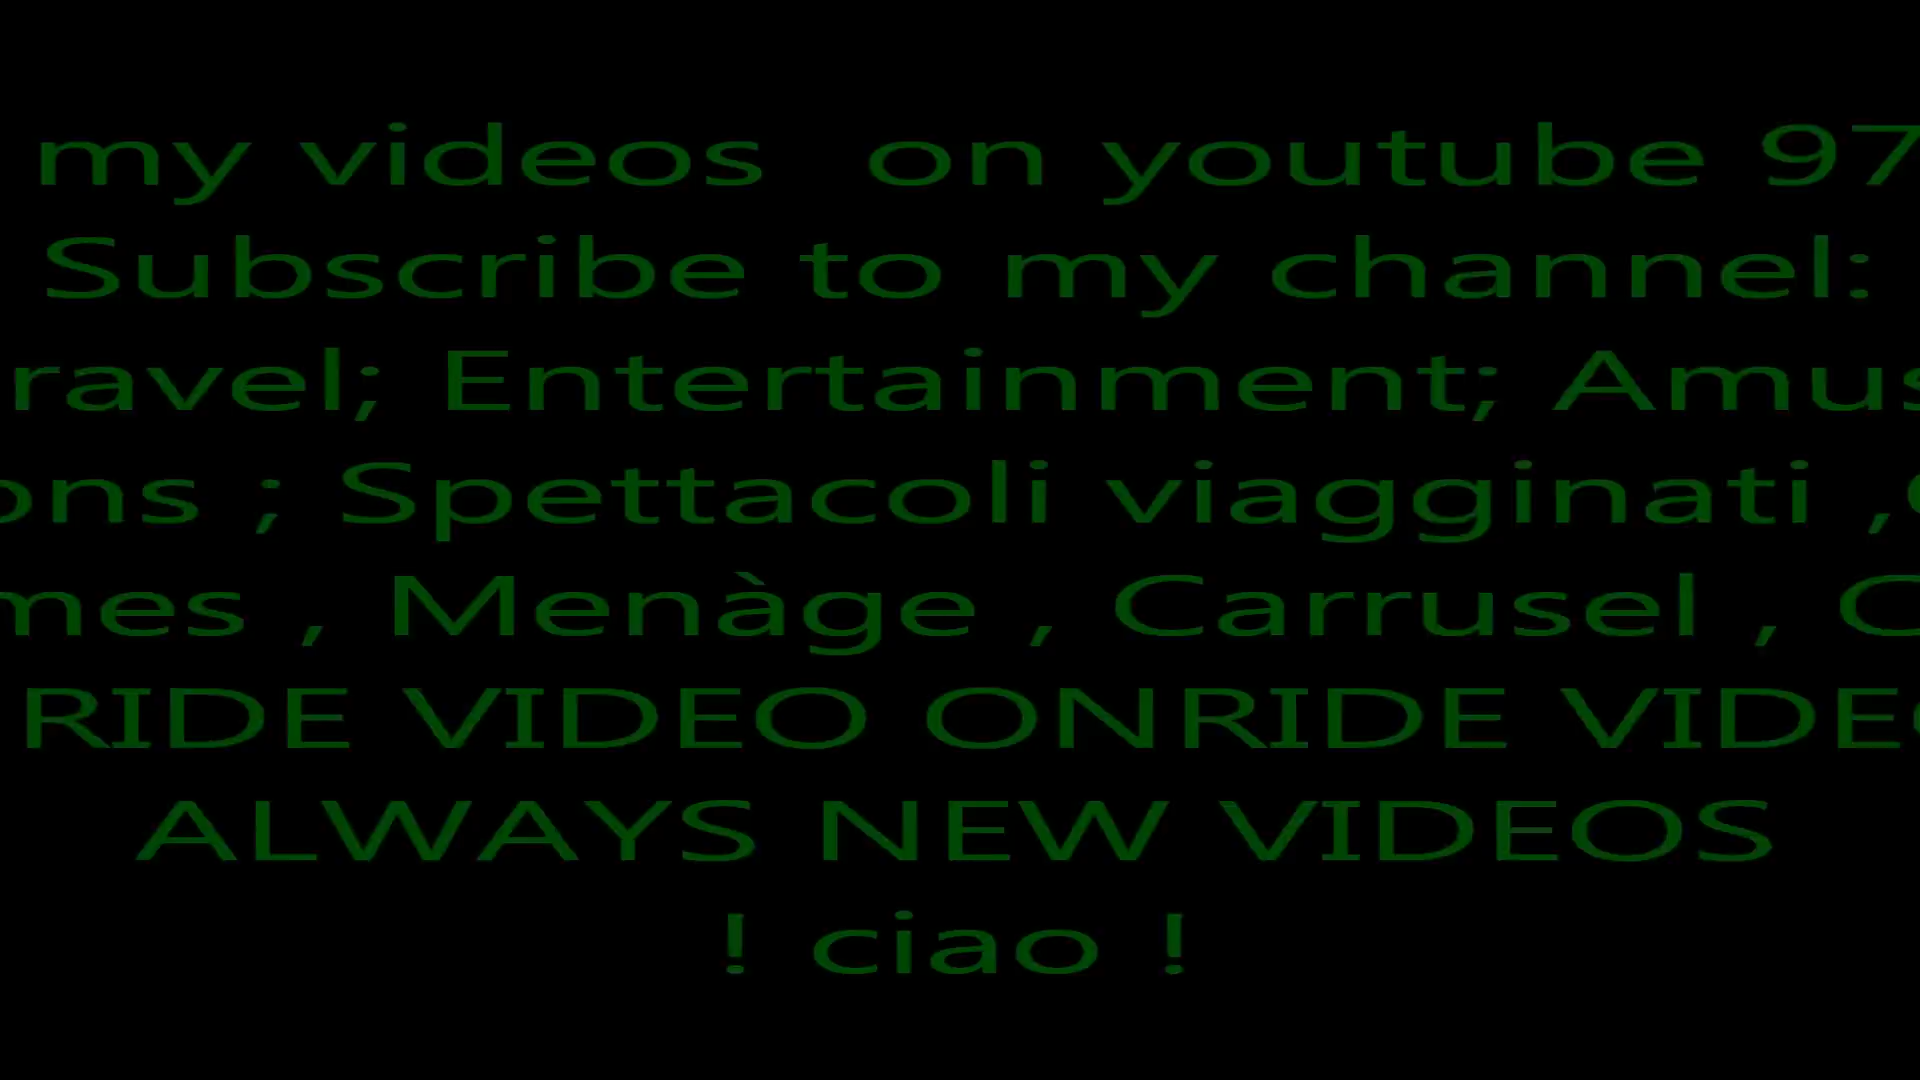 my videos on youtube 97
Subscribe to my channel:
ravel; Entertainment; Amus
ons ; Spettacoli viagginati ,
mes , Menàge , Carrusel , C
RIDE VIDEO ONRIDE VIDEO
ALWAYS NEW VIDEOS
! ciao !